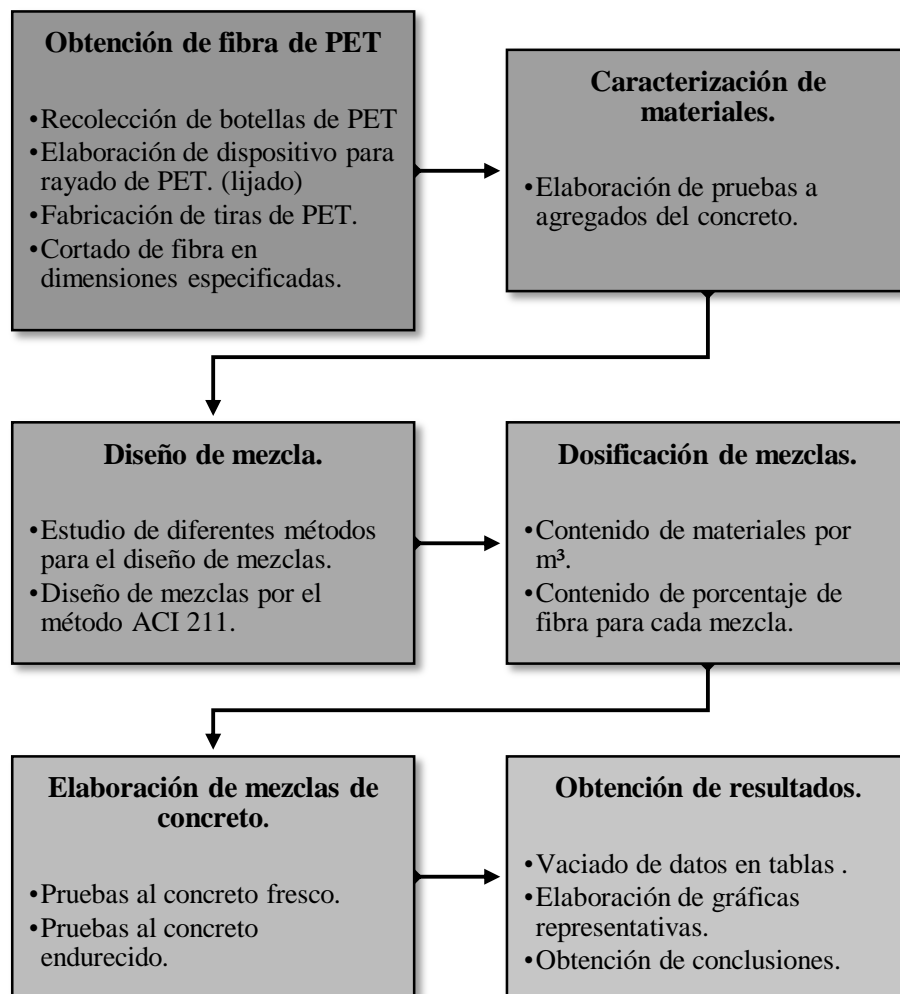 Obtención de fibra de PET
•Recolección de botellas de PET
•Elaboración de dispositivo para
rayado de PET. (lijado)
•Fabricación de tiras de PET.
•Cortado de fibra en
dimensiones especificadas.
Caracterización de
materiales.
•Elaboración de pruebas a
agregados del concreto.
Diseño de mezcla.
•Estudio de diferentes métodos
para el diseño de mezclas.
•Diseño de mezclas por el
método ACI 211.
Dosificación de mezclas.
•Contenido de materiales por
m³.
•Contenido de porcentaje de
fibra para cada mezcla.
Elaboración de mezclas de
concreto.
•Pruebas al concreto fresco.
•Pruebas al concreto
endurecido.
Obtención de resultados.
•Vaciado de datos en tablas .
•Elaboración de gráficas
representativas.
•Obtención de conclusiones.